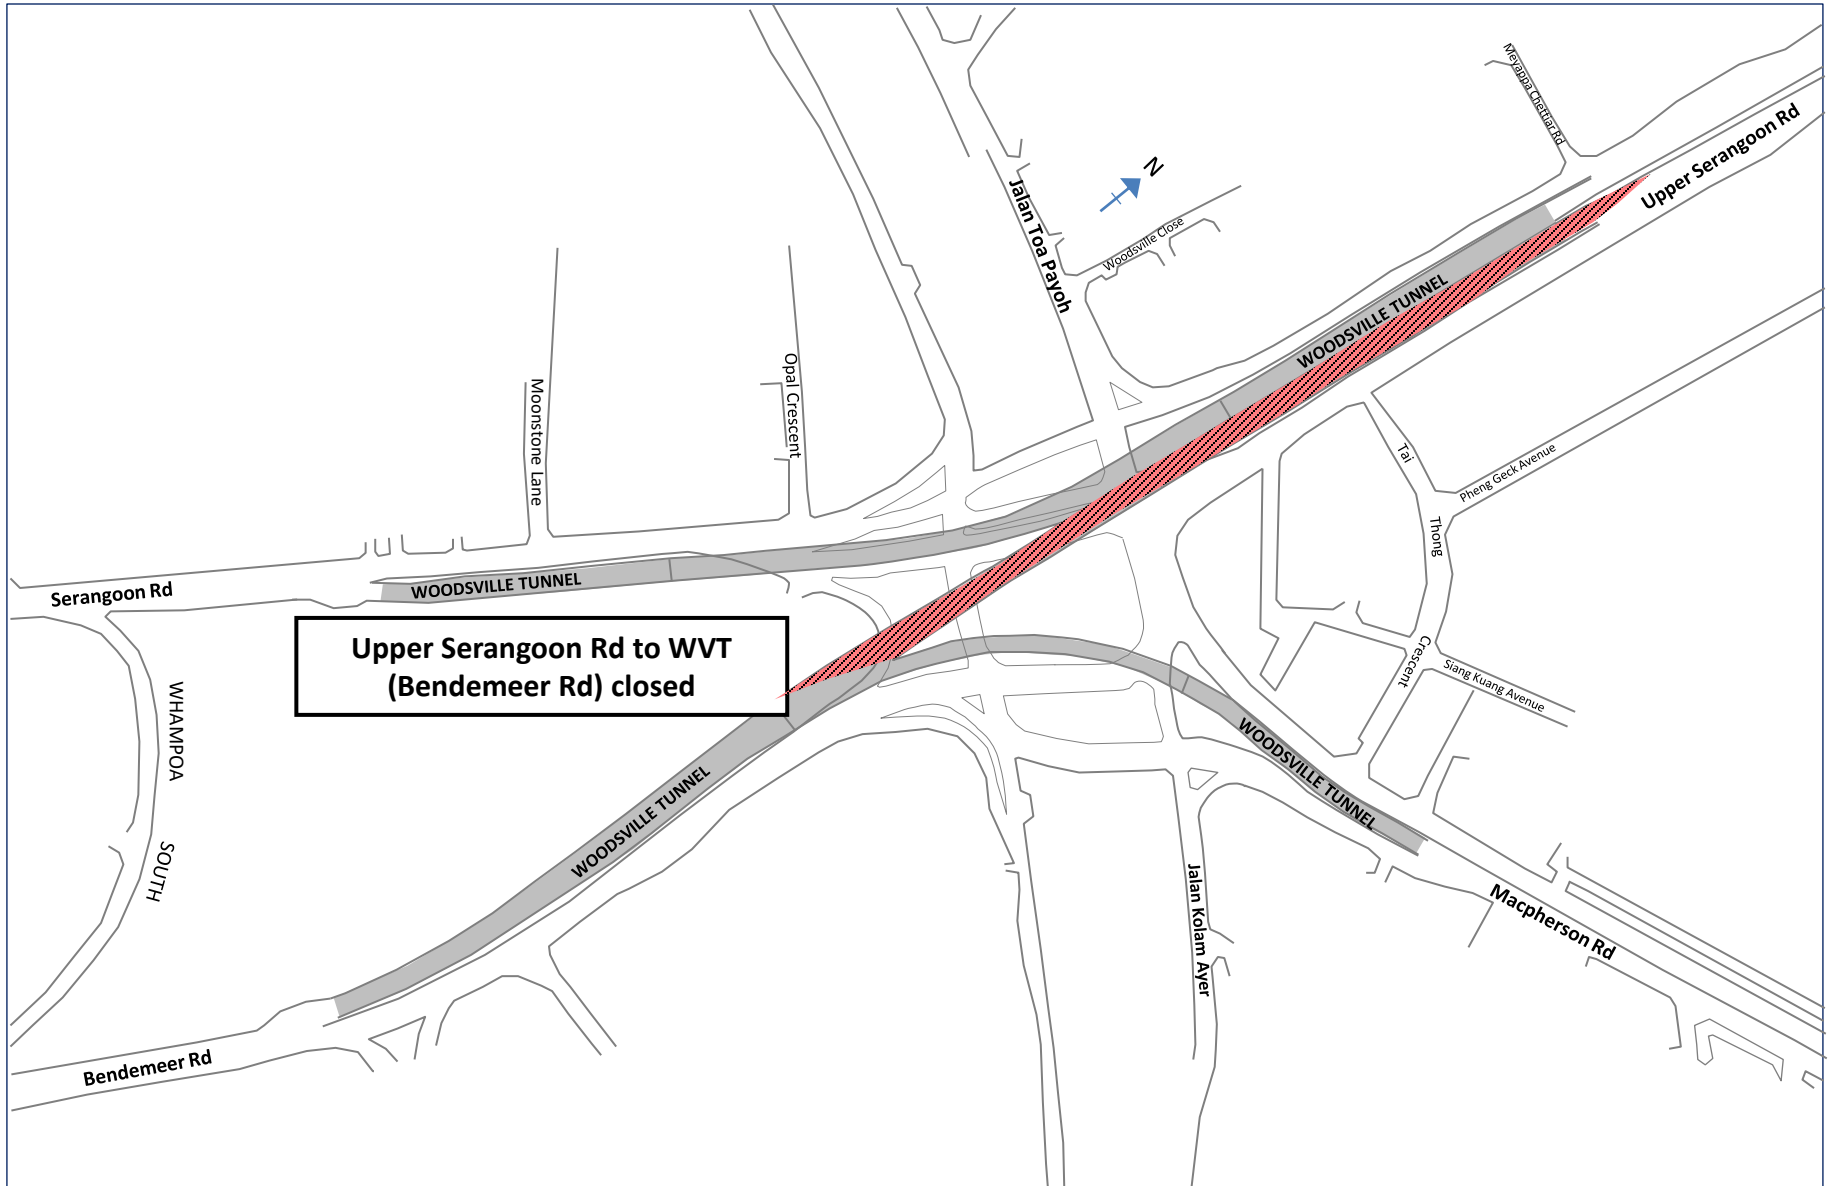 Meyappa Chettiar Rd
Upper Serangoon Rd
N
Jalan Toa Payoh
Woodsville Close
WOODSVILLE TUNNEL
Opal Crescent
Moonstone Lane
Tai
Thong
Crescent
Pheng Geck Avenue
Serangoon Rd
WOODSVILLE TUNNEL
Upper Serangoon Rd to WVT
(Bendemeer Rd) closed
Siang Kuang Avenue
WHAMPOA
SOUTH
WOODSVILLE TUNNEL
WOODSVILLE TUNNEL
Jalan Kolam Ayer
Macpherson Rd
Bendemeer Rd